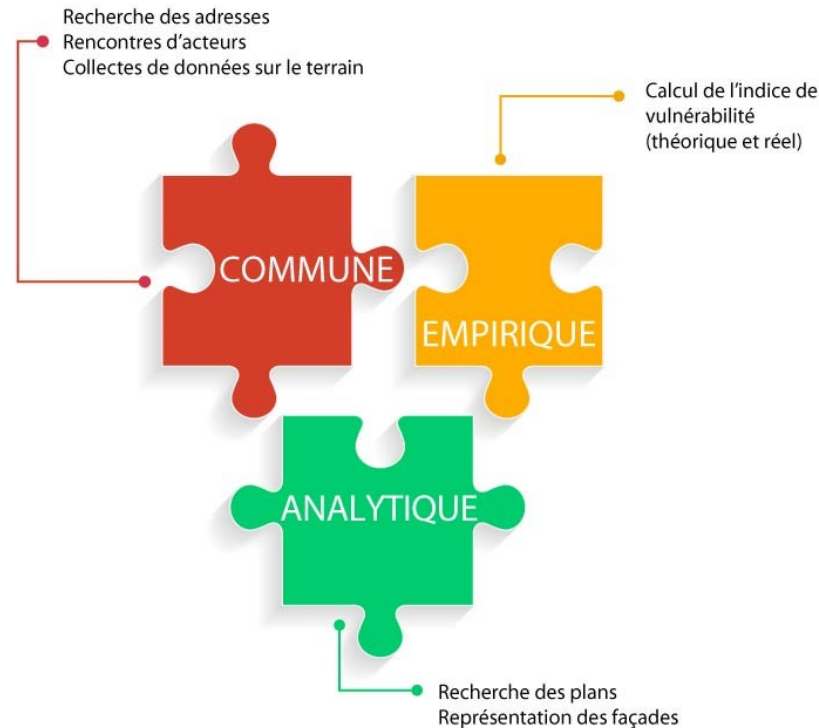 Recherche des adresses
Rencontres d'acteurs
Collectes de données sur le terrain
Calcul de l'indice de
vulnérabilité
(théorique et réel)
COMMUNE
EMPIRIQUE
ANALYTIQUE
Recherche des plans
Représentation des façades